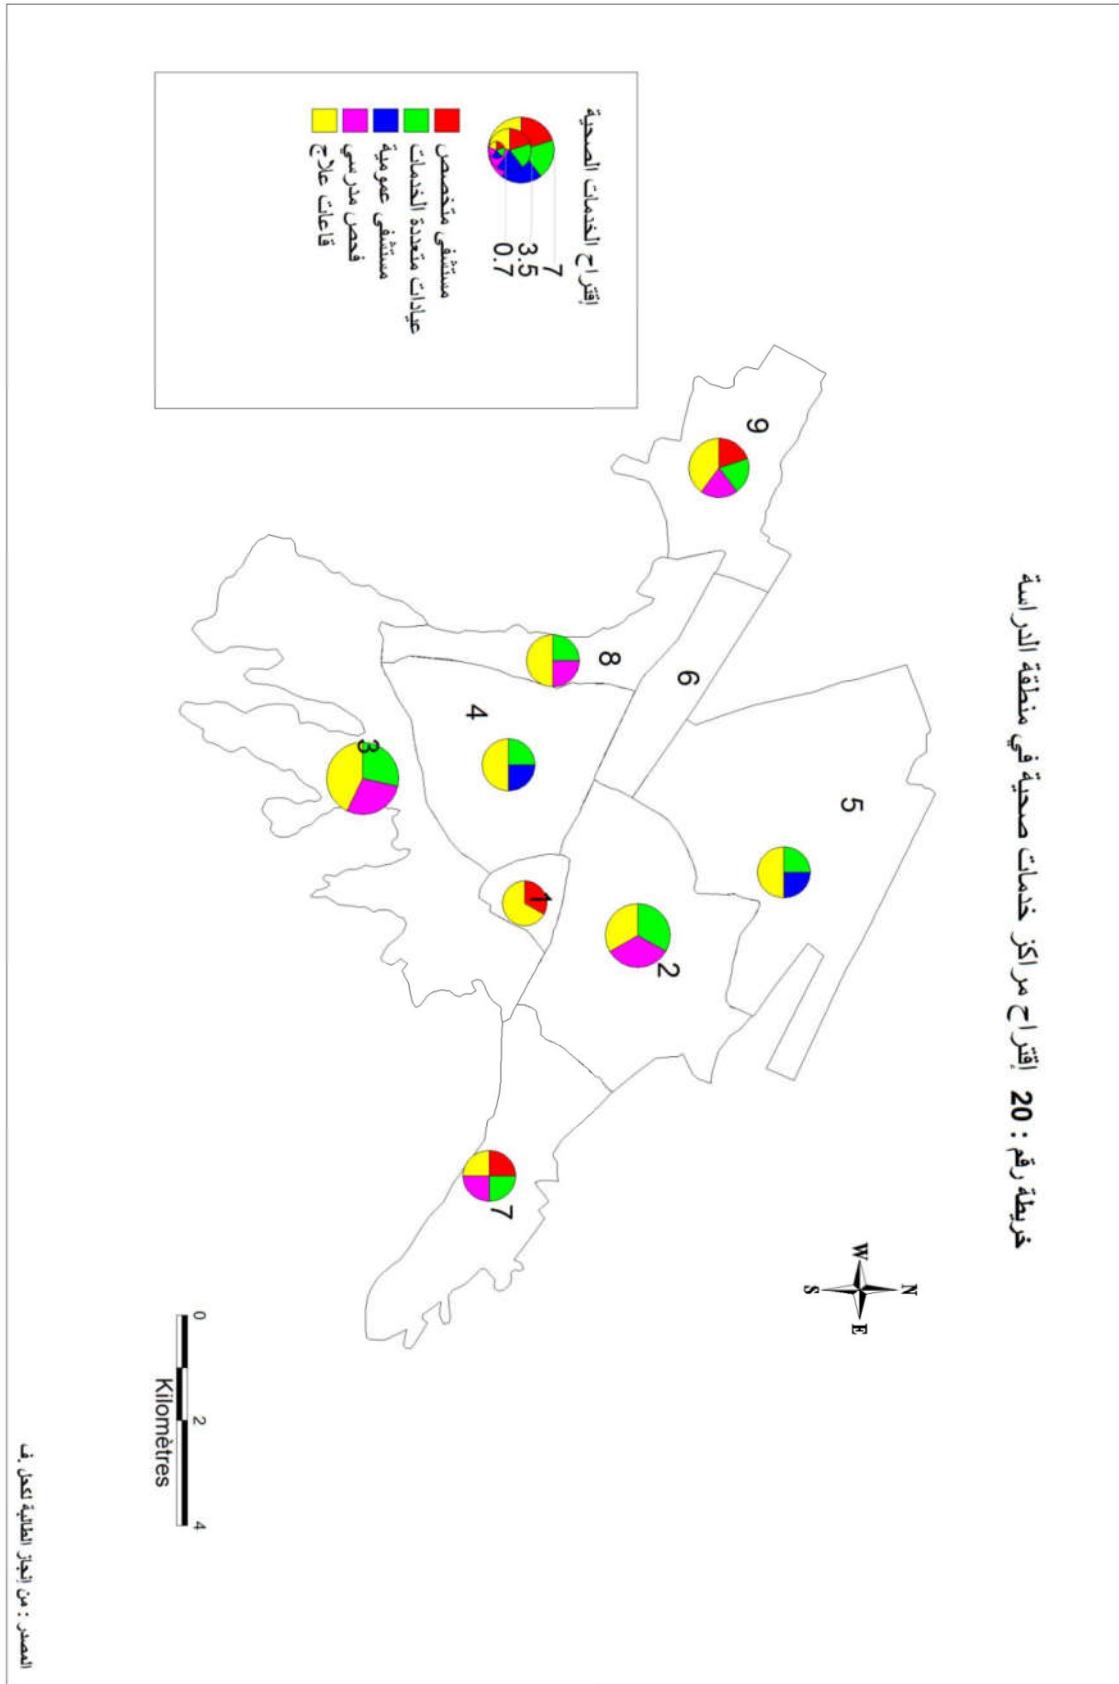 خريطة رقم : 20 إقتراح مراكز خدمات صحية في منطقة الدراسة
N
W
E
S
9
6
5
8
4
3
1
2
7
إقتراح الخدمات الصحية
7
3.5
0.7
مستشفى متخصص
عيادات متعددة الخدمات
مستشفى عمومية
فحص مدرسي
قاعات علاج
0 2 4
Kilomètres
المصدر : من إنجاز الطالبة لكحل .ف